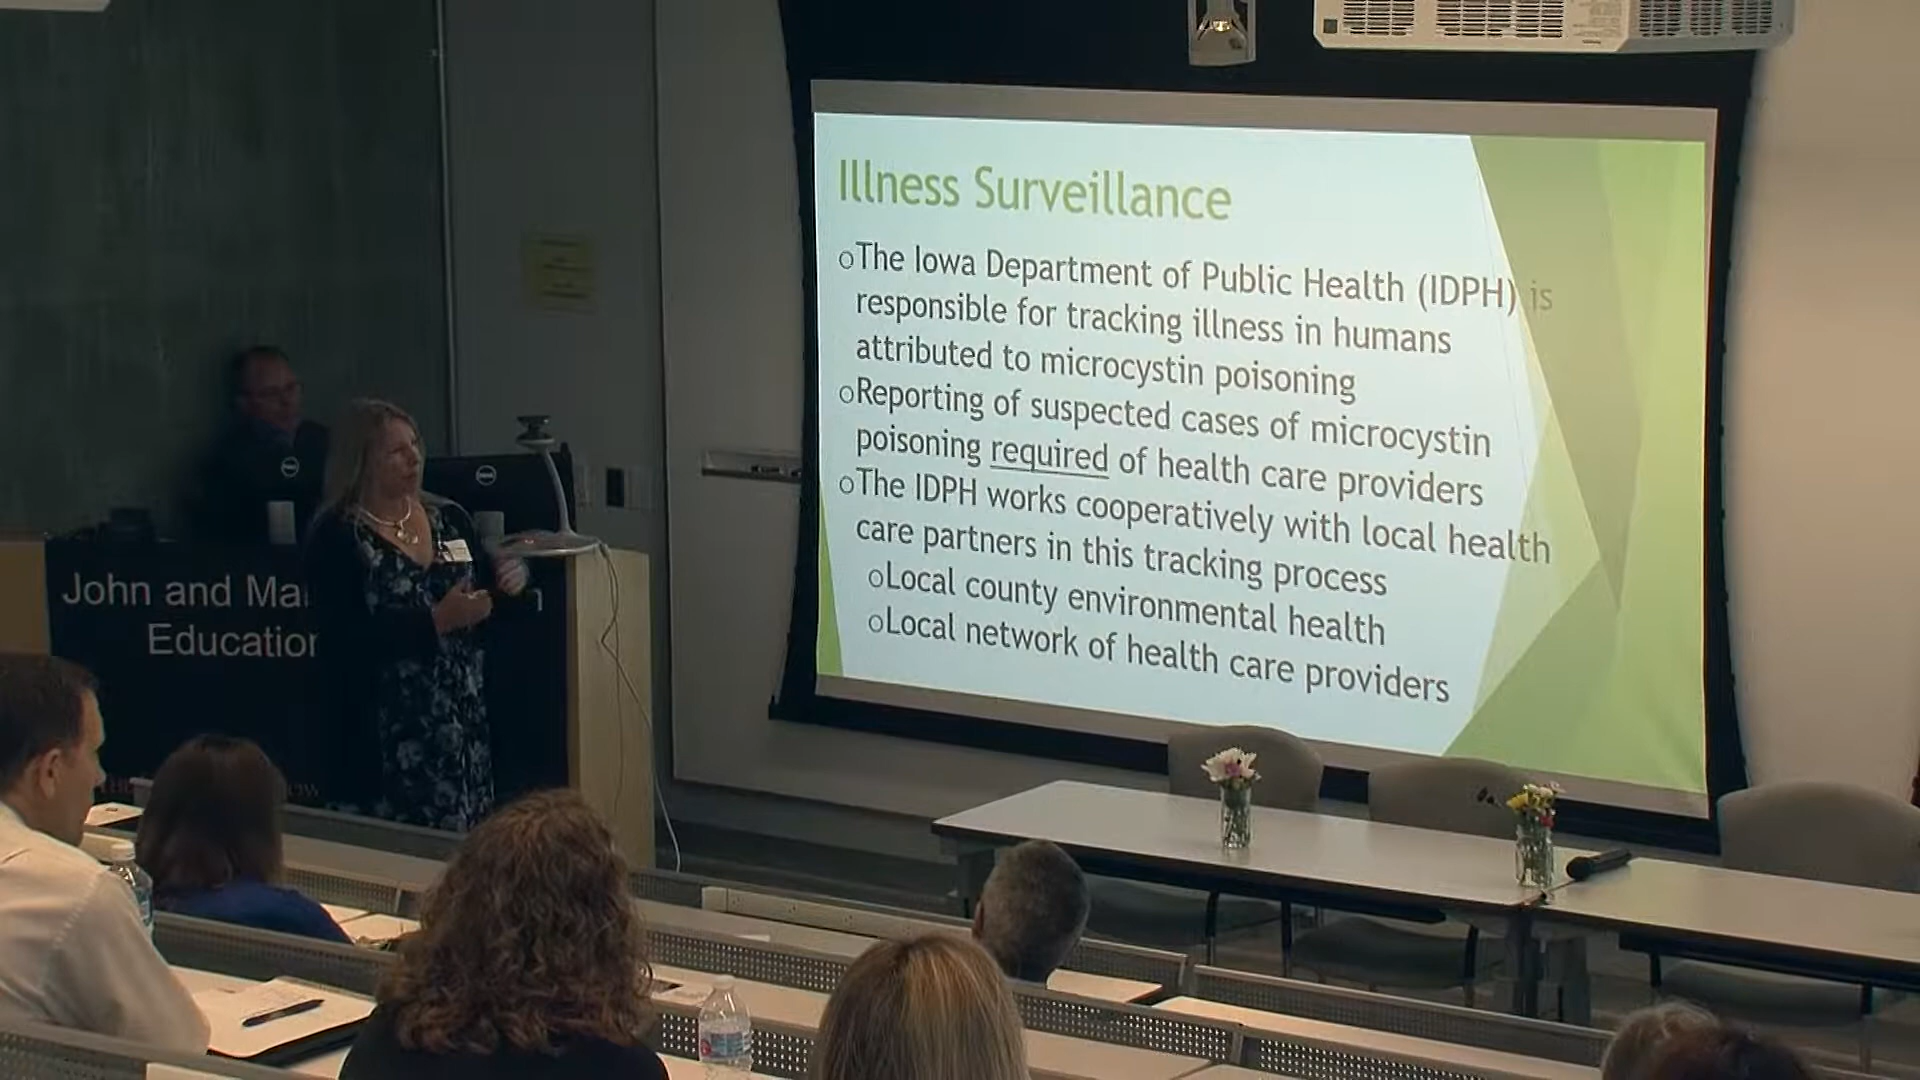 Illness Surveillance
oThe Iowa Department of Public Health (IDPH) is
responsible for tracking illness in humans
attributed to microcystin poisoning
oReporting of suspected cases of microcystin
poisoning required of health care providers
oThe IDPH works cooperatively with local health
care partners in this tracking process
oLocal county environmental health
oLocal network of health care providers
John and
Education